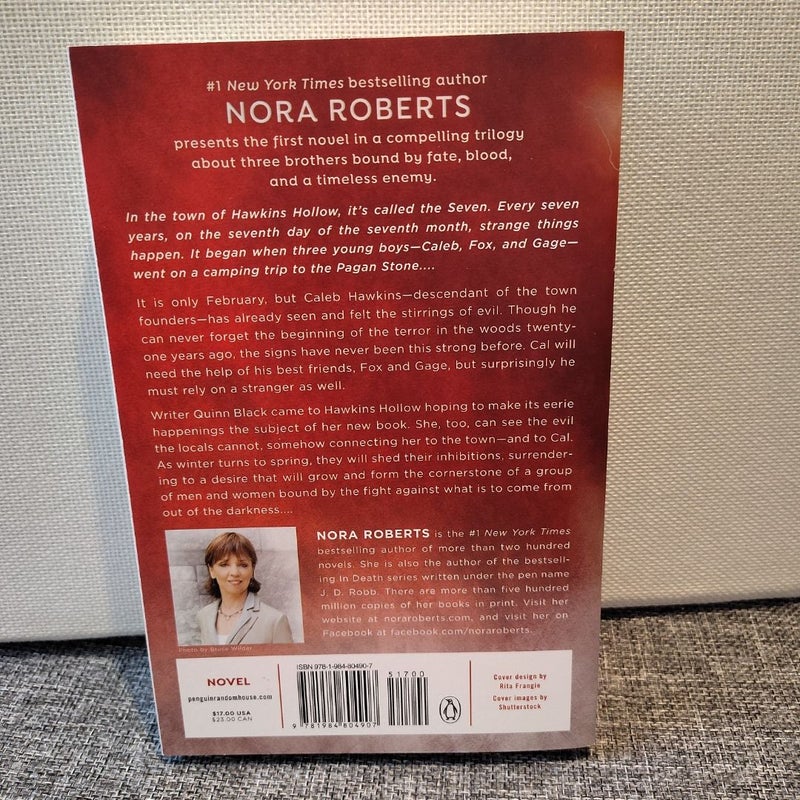 #1 New York Times bestselling author
NORA ROBERTS
presents the first novel in a compelling trilogy
about three brothers bound by fate, blood,
and a timeless enemy.
In the town of Hawkins Hollow, it's called the Seven. Every seven
years, on the seventh day of the seventh month, strange things
happen. It began when three young boys—Caleb, Fox, and Gage—
went on a camping trip to the Pagan Stone....
It is only February, but Caleb Hawkins—descendant of the town
founders—has already seen and felt the stirrings of evil. Though he
can never forget the beginning of the terror in the woods twenty-
one years ago, the signs have never been this strong before. Cal will
need the help of his best friends, Fox and Gage, but surprisingly he
must rely on a stranger as well.
Writer Quinn Black came to Hawkins Hollow hoping to make its eerie
happenings the subject of her new book. She, too, can see the evil
the locals cannot, somehow connecting her to the town—and to Cal.
As winter turns to spring, they will shed their inhibitions, surrender-
ing to a desire that will grow and form the cornerstone of a group
of men and women bound by the fight against what is to come from
out of the darkness....
NORA ROBERTS is the #1 New York Times
bestselling author of more than two hundred
novels. She is also the author of the bestsell-
ing In Death series written under the pen name
J. D. Robb. There are more than five hundred
million copies of her books in print. Visit her
website at noraroberts.com, and visit her on
Facebook at facebook.com/noraroberts.
Photo by Bruce Wilder
NOVEL
penguinrandomhouse.com
$17.00 USA
$23.00 CAN
ISBN 978-1-984-80490-7
51700
9 781984 804907
Cover design by
Rita Frangie
Cover images by
Shutterstock